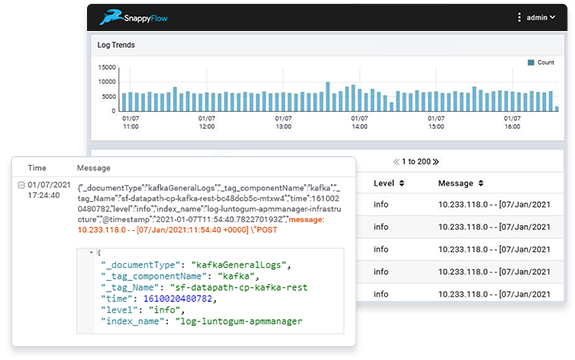 SnappyFlow
admin
Log Trends
Count
15000
10000
5000
0
01/07 01/07 01/07 01/07 01/07 01/07
11:00 12:00 13:00 14:00 15:00 16:00
1 to 200
Level Message
info 10.233.118.0 - - [07/Jan/2021
info 10.233.118.0 - - [07/Jan/2021
info 10.233.118.0 - - [07/Jan/2021
info 10.233.118.0 - - [07/Jan/2021
info 10.233.118.0 - - [07/Jan/2021
Time Message
01/07/2021
17:24:40
{"_documentType":"kafkaGeneralLogs","_tag_componentName":"kafka","_
tag_Name":"sf-datapath-cp-kafka-rest-bc48dcb5c-mtxw4","time":161002
0480782,"level":"info","index_name":"log-luntogum-apmmanager-infrastruc
ture","@timestamp":"2021-01-07T11:54:40.782270193Z","message:
10.233.118.0 - - [07/Jan/2021:11:54:40 +0000] \"POST
{
"_documentType": "kafkaGeneralLogs",
"_tag_componentName": "kafka",
"_tag_Name": "sf-datapath-cp-kafka-rest
"time": 1610020480782,
"level": "info",
"index_name": "log-luntogum-apmmanager